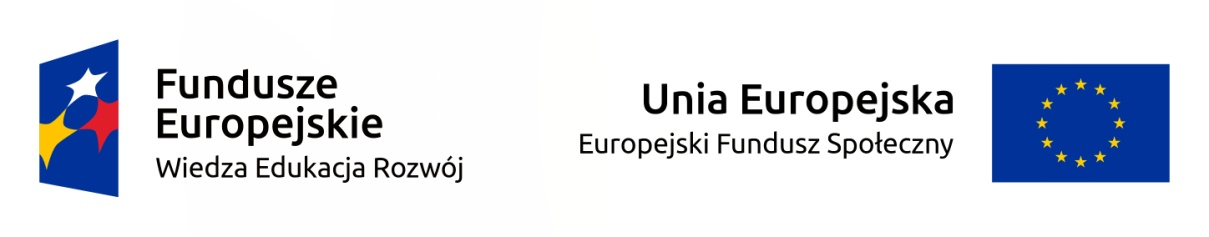 Fundusze
Europejskie
Wiedza Edukacja Rozwój
Unia Europejska
Europejski Fundusz Społeczny